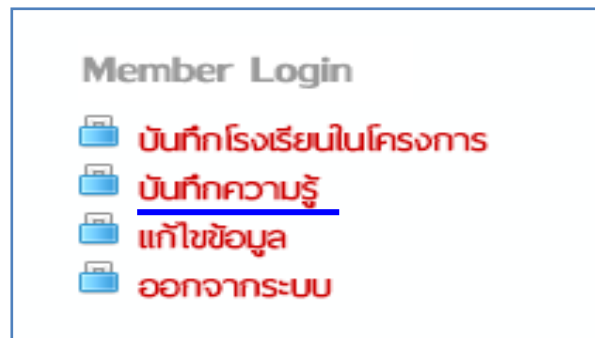 Member Login
บันทึกโรงเรียนในโครงการ
บันทึกความรู้
แก้ไขข้อมูล
ออกจากระบบ